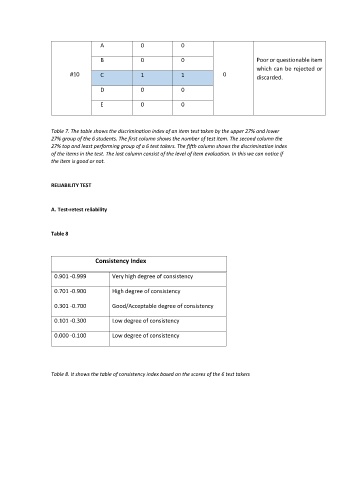 A 0 0
B 0 0
#10 C 1 1 0 Poor or questionable item
which can be rejected or
discarded.
D 0 0
E 0 0
Table 7. The table shows the discrimination index of an item test taken by the upper 27% and lower
27% group of the 6 students. The first column shows the number of test item. The second column the
27% top and least performing group of a 6 test takers. The fifth column shows the discrimination index
of the items in the test. The last column consist of the level of item evaluation. In this we can notice if
the item is good or not.
RELIABILITY TEST
A. Test-retest reliability
Table 8
Consistency Index
0.901 -0.999 Very high degree of consistency
0.701 -0.900 High degree of consistency
0.301 -0.700 Good/Acceptable degree of consistency
0.101 -0.300 Low degree of consistency
0.000 -0.100 Low degree of consistency
Table 8. It shows the table of consistency index based on the scores of the 6 test takers